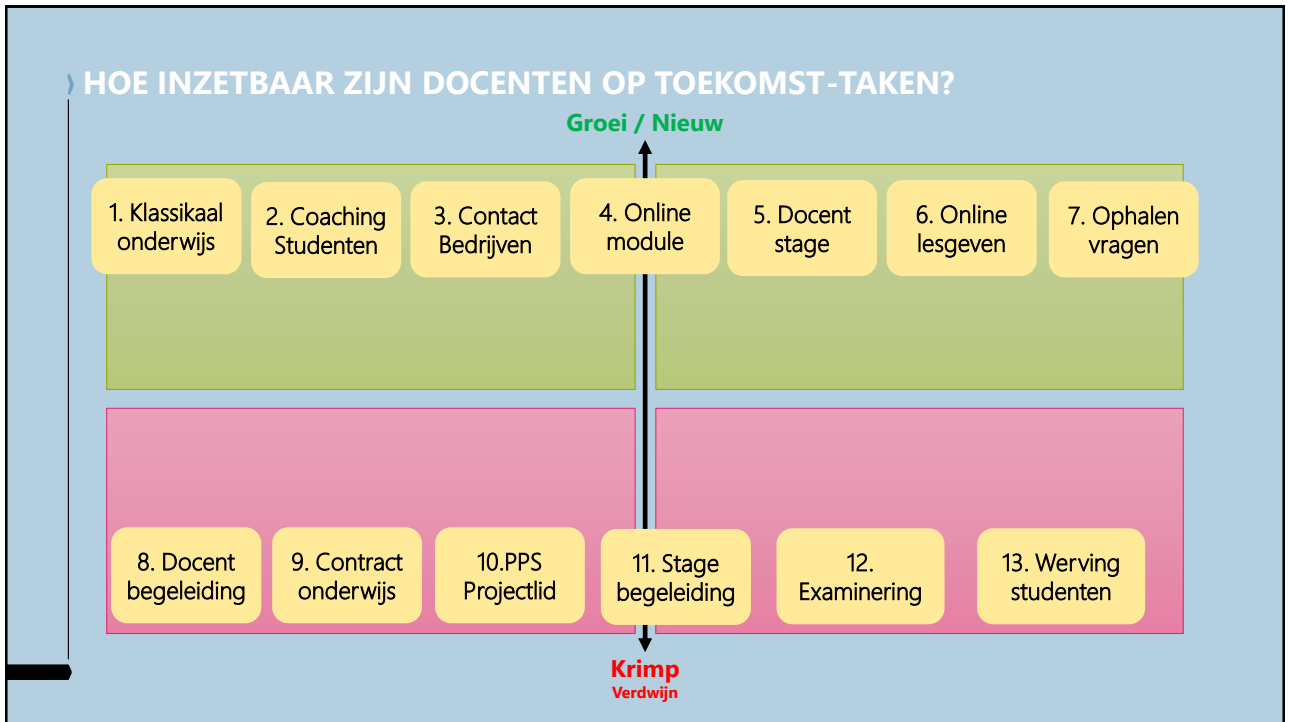 HOE INZETBAAR ZIJN DOCENTEN OP TOEKOMST-TAKEN?
Groei / Nieuw
1. Klassikaal
onderwijs
2. Coaching
Studenten
3. Contact
Bedrijven
4. Online
module
5. Docent
stage
6. Online
lesgeven
7. Ophalen
vragen
8. Docent
begeleiding
9. Contract
onderwijs
10.PPS
Projectlid
11. Stage
begeleiding
12.
Examinering
13. Werving
studenten
Krimp
Verdwijn